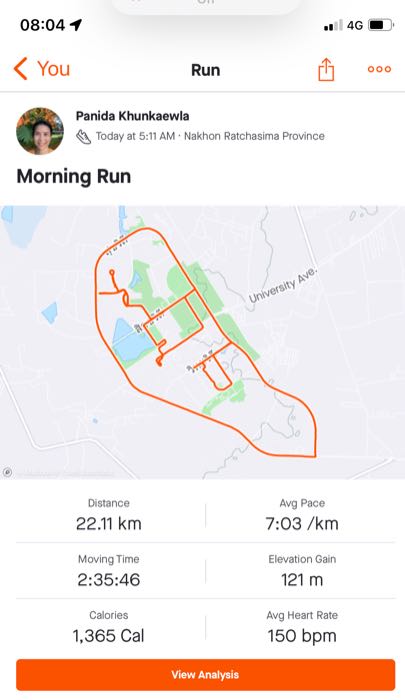 08:04
4G
You
Run
Panida Khunkaewla
Today at 5:11 AM · Nakhon Ratchasima Province
Morning Run
University Ave.
Distance
22.11 km
Avg Pace
7:03 /km
Moving Time
2:35:46
Elevation Gain
121 m
Calories
1,365 Cal
Avg Heart Rate
150 bpm
View Analysis